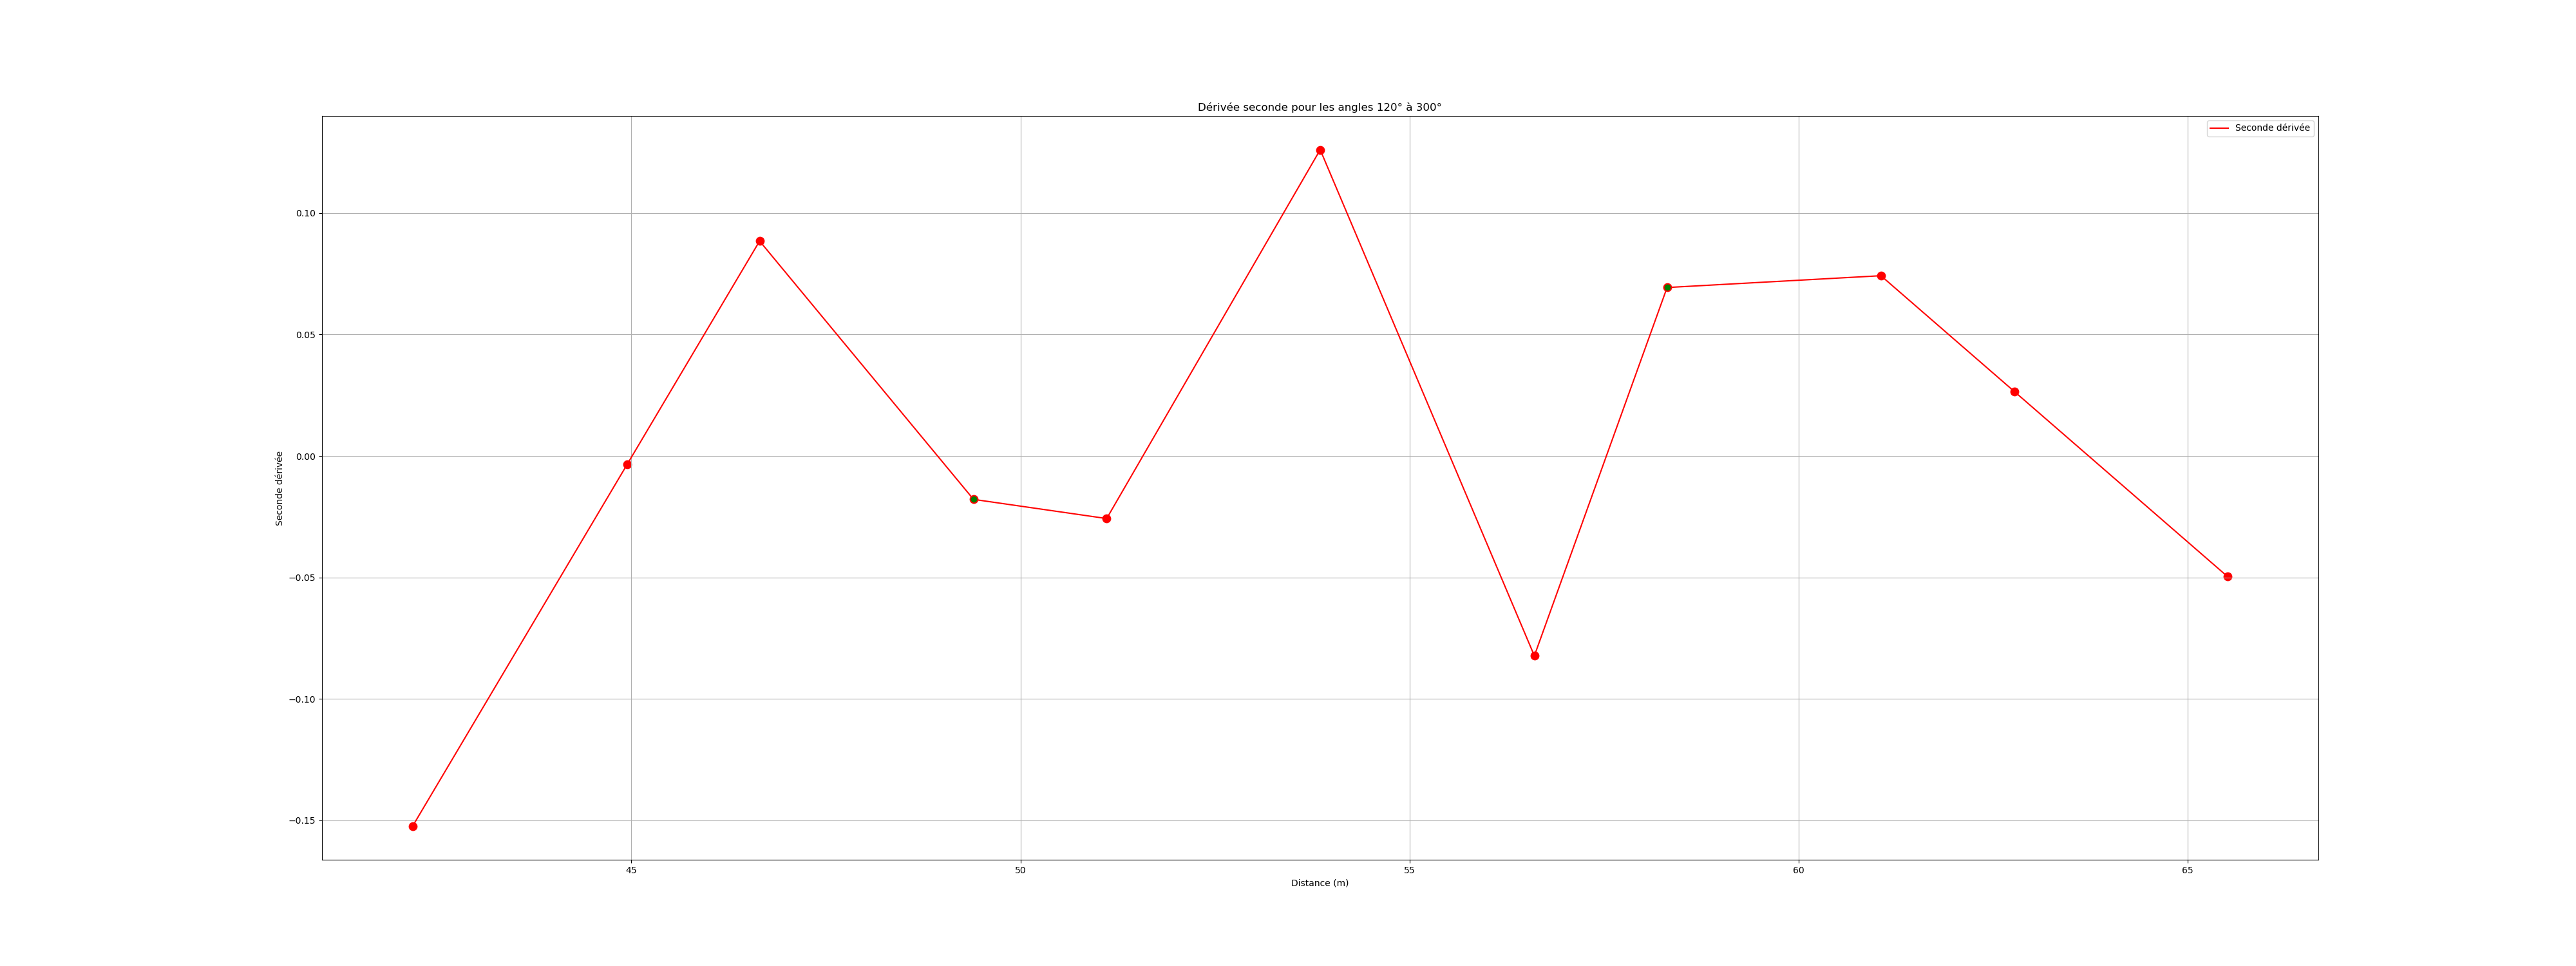 Dérivée seconde pour les angles 120° à 300°
Seconde dérivée
0.10
0.05
0.00
−0.05
−0.10
−0.15
Seconde dérivée
45
50
55
60
65
Distance (m)